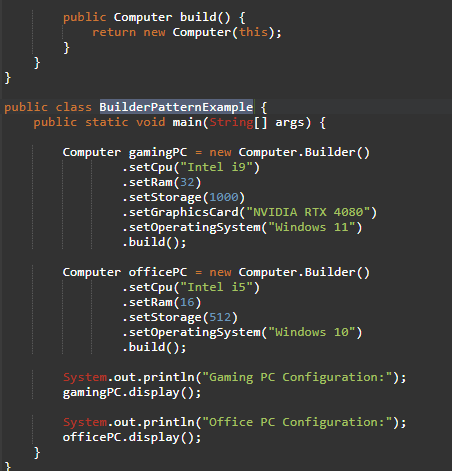 public Computer build() {
return new Computer(this);
}
}
}
public class BuilderPatternExample {
public static void main(String[] args) {
Computer gamingPC = new Computer.Builder()
.setCpu("Intel i9")
.setRam(32)
.setStorage(1000)
.setGraphicsCard("NVIDIA RTX 4080")
.setOperatingSystem("Windows 11")
.build();
Computer officePC = new Computer.Builder()
.setCpu("Intel i5")
.setRam(16)
.setStorage(512)
.setOperatingSystem("Windows 10")
.build();
System.out.println("Gaming PC Configuration:");
gamingPC.display();
System.out.println("Office PC Configuration:");
officePC.display();
}
}